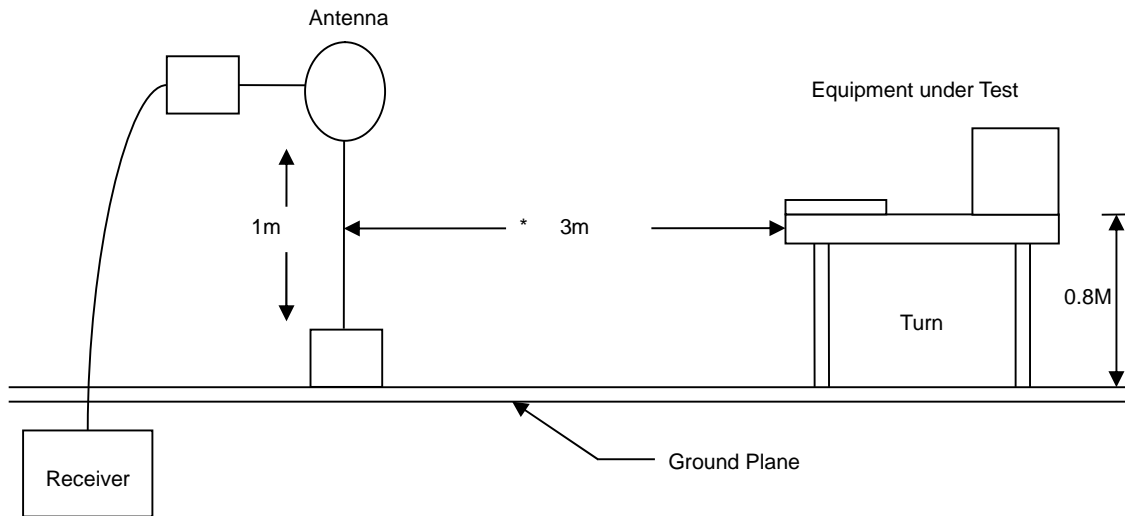 Antenna
Equipment under Test
1m
* 3m
0.8M
Turn
Receiver
Ground Plane